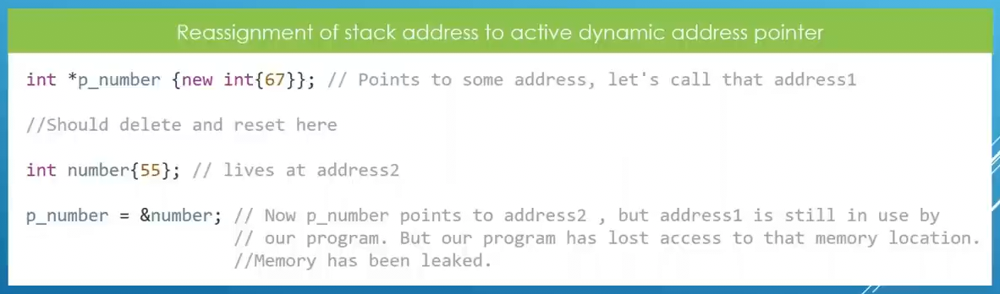 Reassignment of stack address to active dynamic address pointer
int *p_number {new int{67}}; // Points to some address, let's call that address1
//Should delete and reset here
int number{55}; // lives at address2
p_number = &number; // Now p_number points to address2 , but address1 is still in use by
// our program. But our program has lost access to that memory location.
//Memory has been leaked.